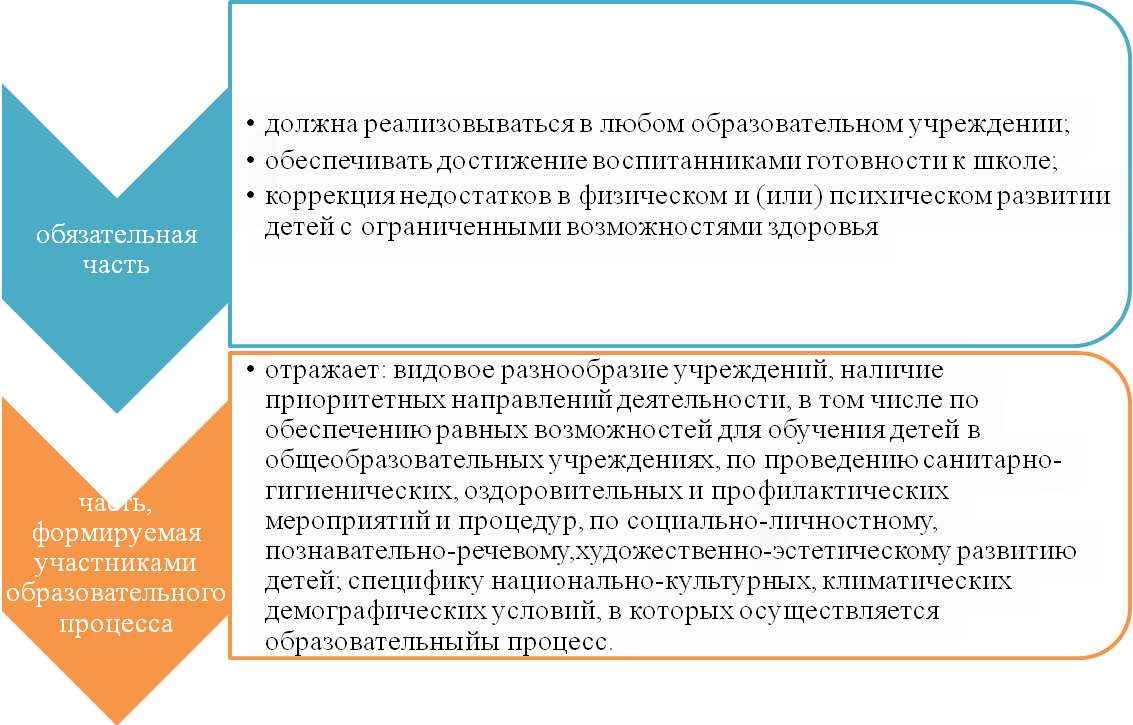 обязательная
часть
• должна реализовываться в любом образовательном учреждении;
• обеспечивать достижение воспитанниками готовности к школе;
• коррекция недостатков в физическом и (или) психическом развитии
детей с ограниченными возможностями здоровья
часть,
формируемая
участниками
образовательного
процесса
• отражает: видовое разнообразие учреждений, наличие
приоритетных направлений деятельности, в том числе по
обеспечению равных возможностей для обучения детей в
общеобразовательных учреждениях, по проведению санитарно-
гигиенических, оздоровительных и профилактических
мероприятий и процедур, по социально-личностному,
познавательно-речевому,художественно-эстетическому развитию
детей; специфику национально-культурных, климатических
демографических условий, в которых осуществляется
образовательныйы процесс.